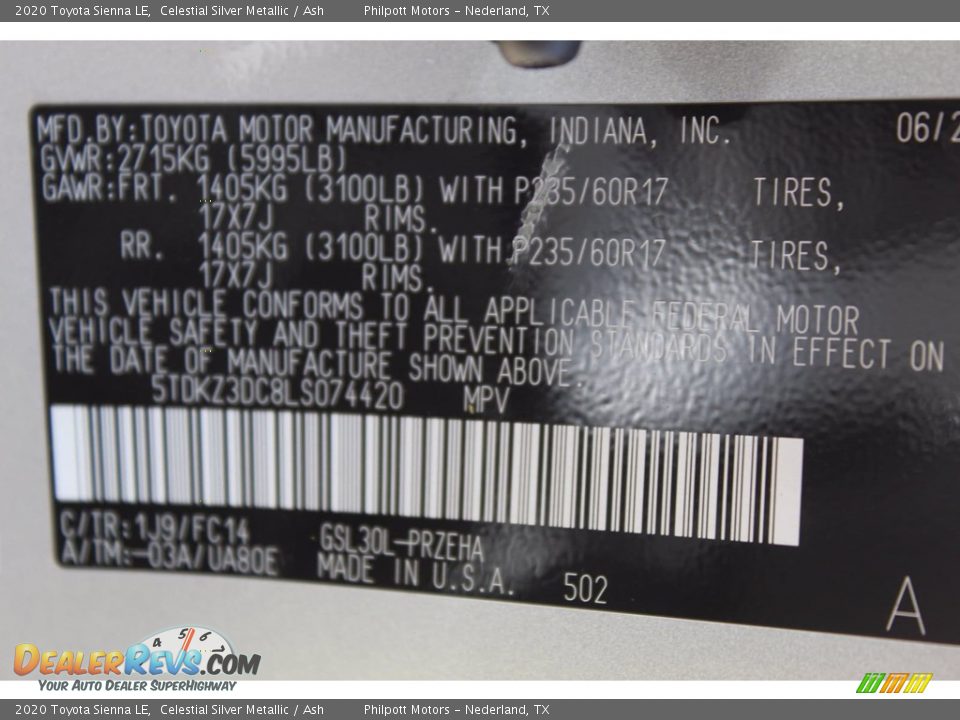 2020 Toyota Sienna LE, Celestial Silver Metallic / Ash Philpott Motors - Nederland, TX
MFD.BY:TOYOTA MOTOR MANUFACTURING, INDIANA, INC. 06/2
GVWR:2715KG (5995LB)
GAWR:FRT. 1405KG (3100LB) WITH P235/60R17 TIRES,
17X7J RIMS.
RR. 1405KG (3100LB) WITH P235/60R17 TIRES,
17X7J RIMS.
THIS VEHICLE CONFORMS TO ALL APPLICABLE FEDERAL MOTOR
VEHICLE SAFETY AND THEFT PREVENTION STANDARDS IN EFFECT ON
THE DATE OF MANUFACTURE SHOWN ABOVE.
5TDKZ3DC8LS074420 MPV
C/TR:1J9/FC14 GSL30L-PRZEHA
A/TM:-03A/UA80E MADE IN U.S.A. 502
A
4 5 6 7
DEALERREVS.COM
YOUR AUTO DEALER SUPERHIGHWAY
2020 Toyota Sienna LE, Celestial Silver Metallic / Ash Philpott Motors - Nederland, TX